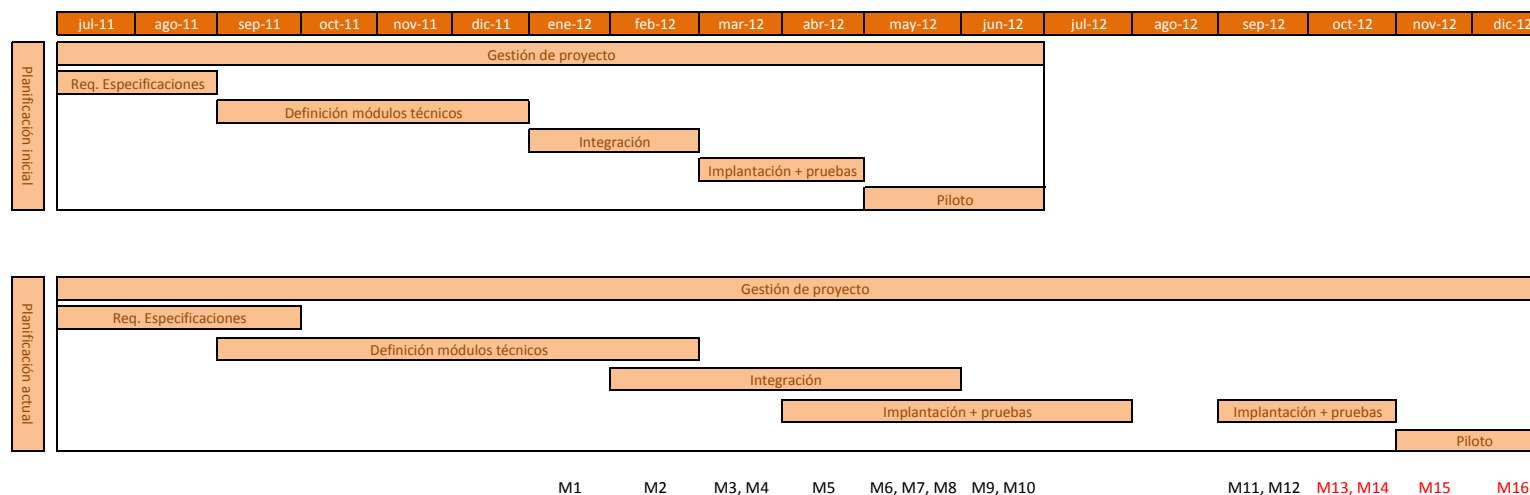 jul-11 ago-11 sep-11 oct-11 nov-11 dic-11 ene-12 feb-12 mar-12 abr-12 may-12 jun-12 jul-12 ago-12 sep-12 oct-12 nov-12 dic-12
Planificación inicial
Gestión de proyecto
Req. Especificaciones
Definición módulos técnicos
Integración
Implantación + pruebas
Piloto
Planificación actual
Gestión de proyecto
Req. Especificaciones
Definición módulos técnicos
Integración
Implantación + pruebas Implantación + pruebas
Piloto
M1 M2 M3, M4 M5 M6, M7, M8 M9, M10 M11, M12 M13, M14 M15 M16